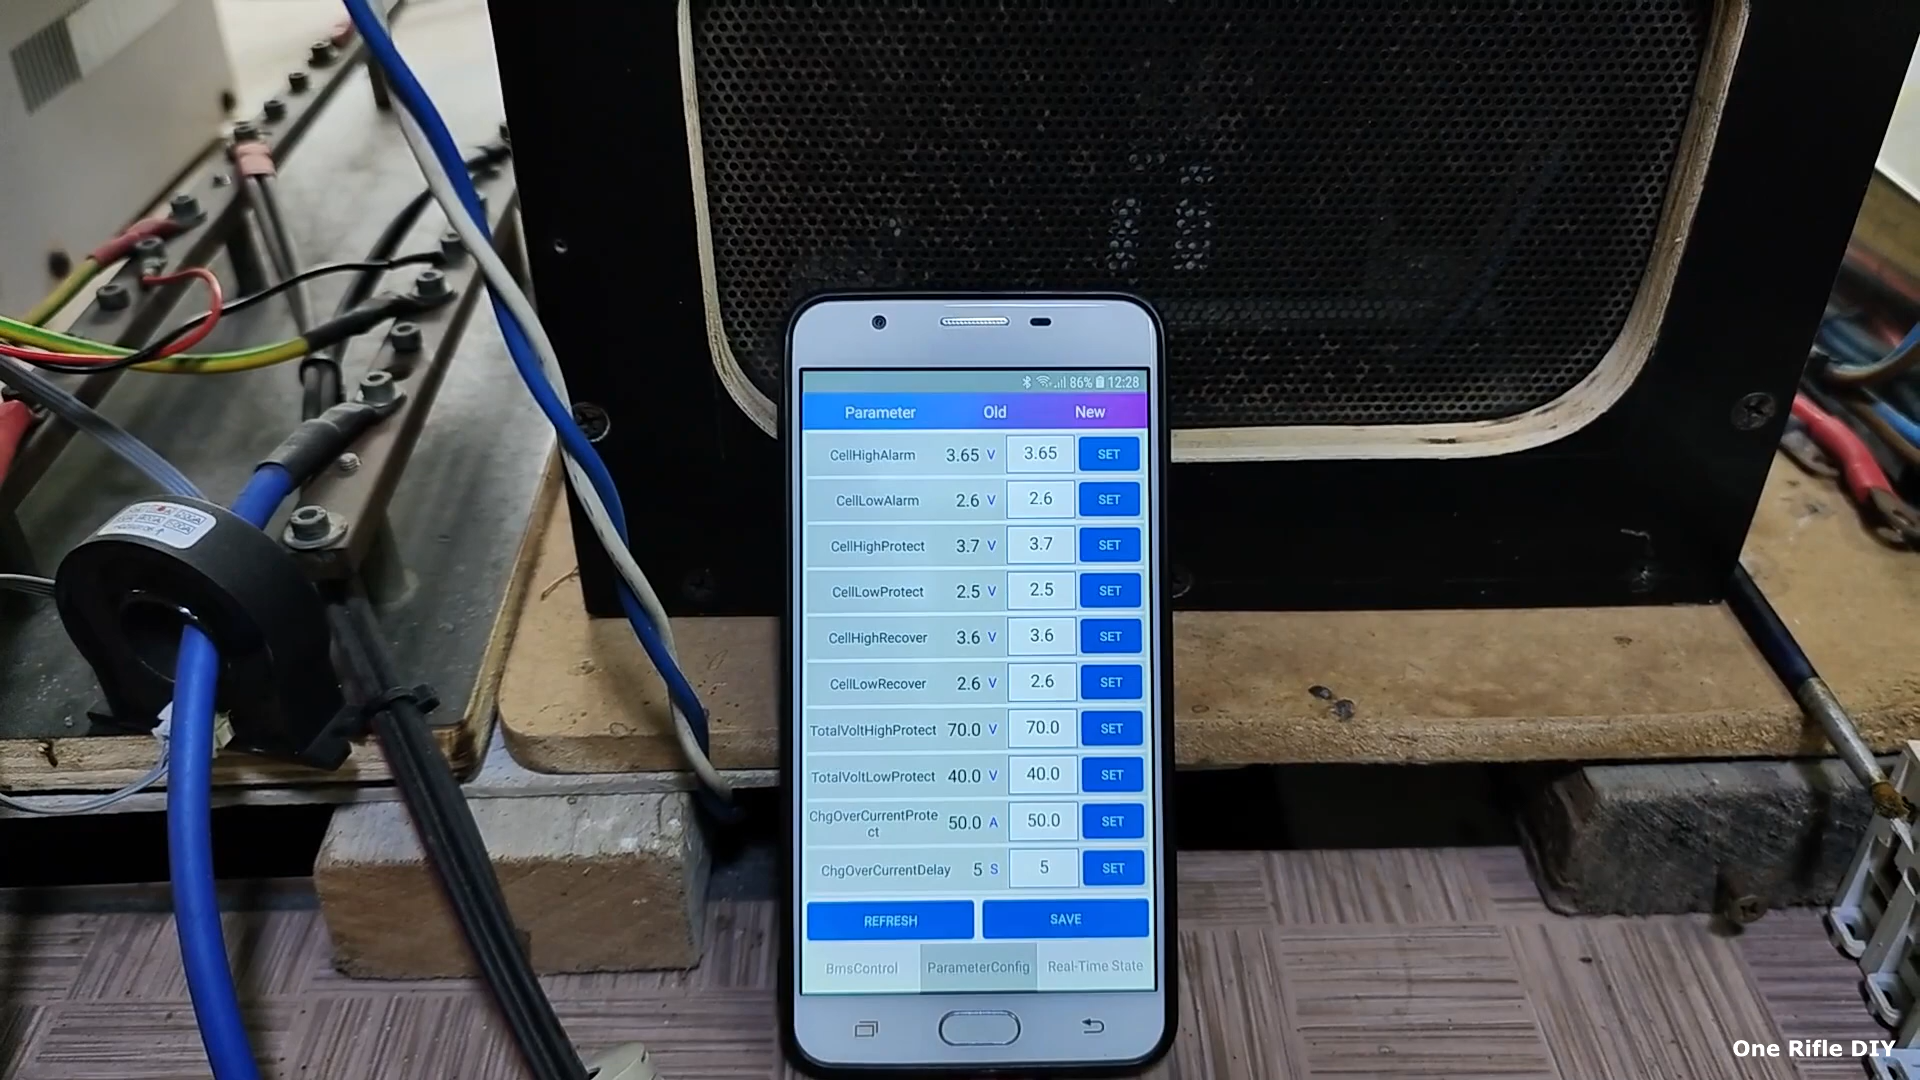 86% 12:28
Parameter Old New
CellHighAlarm 3.65 V 3.65 SET
CellLowAlarm 2.6 V 2.6 SET
CellHighProtect 3.7 V 3.7 SET
CellLowProtect 2.5 V 2.5 SET
CellHighRecover 3.6 V 3.6 SET
CellLowRecover 2.6 V 2.6 SET
TotalVoltHighProtect 70.0 V 70.0 SET
TotalVoltLowProtect 40.0 V 40.0 SET
ChgOverCurrentProte
ct 50.0 A 50.0 SET
ChgOverCurrentDelay 5 S 5 SET
REFRESH SAVE
BmsControl ParameterConfig Real-Time State
One Rifle DIY